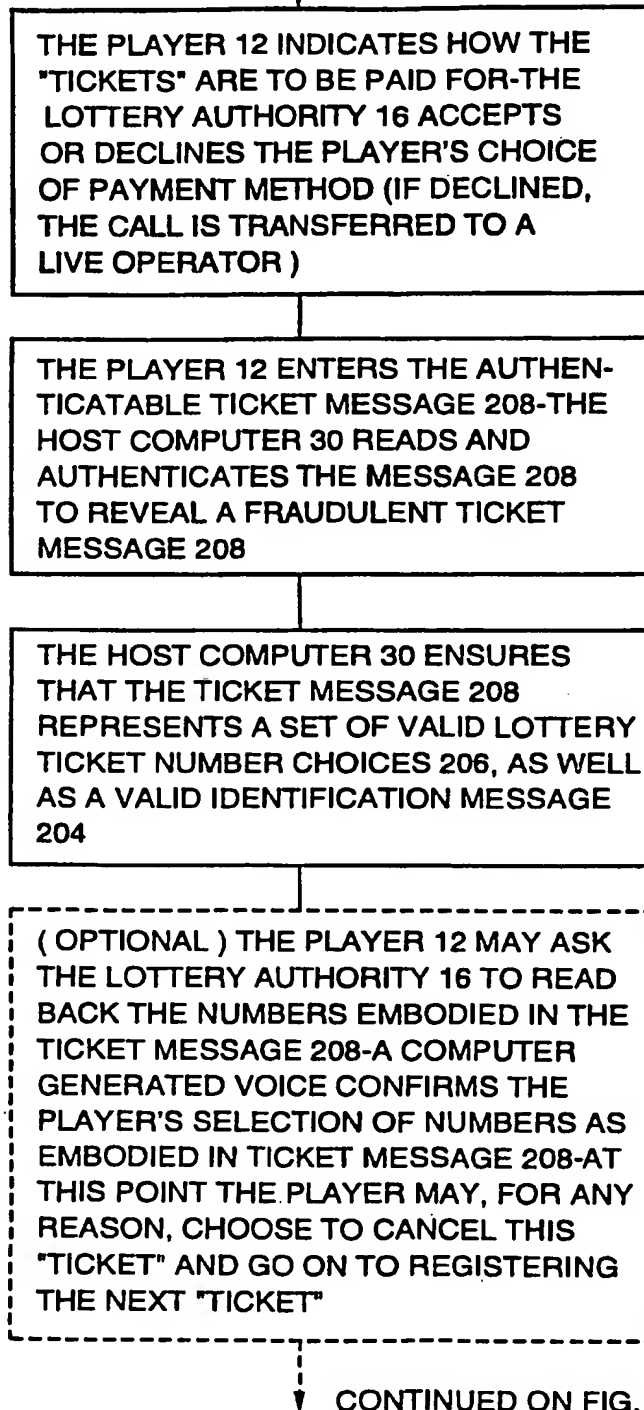 THE PLAYER 12 INDICATES HOW THE
"TICKETS" ARE TO BE PAID FOR-THE
LOTTERY AUTHORITY 16 ACCEPTS
OR DECLINES THE PLAYER'S CHOICE
OF PAYMENT METHOD (IF DECLINED,
THE CALL IS TRANSFERRED TO A
LIVE OPERATOR )
THE PLAYER 12 ENTERS THE AUTHEN-
TICATABLE TICKET MESSAGE 208-THE
HOST COMPUTER 30 READS AND
AUTHENTICATES THE MESSAGE 208
TO REVEAL A FRAUDULENT TICKET
MESSAGE 208
THE HOST COMPUTER 30 ENSURES
THAT THE TICKET MESSAGE 208
REPRESENTS A SET OF VALID LOTTERY
TICKET NUMBER CHOICES 206, AS WELL
AS A VALID IDENTIFICATION MESSAGE
204
( OPTIONAL ) THE PLAYER 12 MAY ASK
THE LOTTERY AUTHORITY 16 TO READ
BACK THE NUMBERS EMBODIED IN THE
TICKET MESSAGE 208-A COMPUTER
GENERATED VOICE CONFIRMS THE
PLAYER'S SELECTION OF NUMBERS AS
EMBODIED IN TICKET MESSAGE 208-AT
THIS POINT THE PLAYER MAY, FOR ANY
REASON, CHOOSE TO CANCEL THIS
"TICKET" AND GO ON TO REGISTERING
THE NEXT "TICKET"
CONTINUED ON FIG.